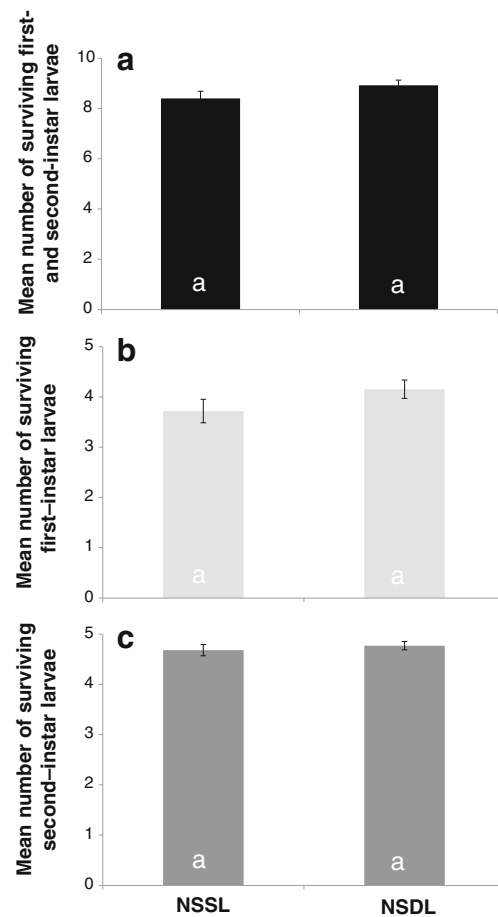 Mean number of surviving first-
and second-instar larvae
a
10
8
6
4
2
0
a
a
Mean number of surviving
first–instar larvae
b
5
4
3
2
1
0
a
a
Mean number of surviving
second–instar larvae
c
5
4
3
2
1
0
a
a
NSSL
NSDL